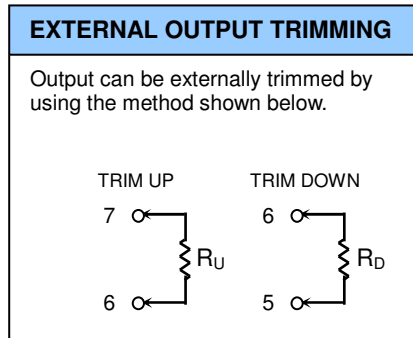 EXTERNAL OUTPUT TRIMMING
Output can be externally trimmed by
using the method shown below.
TRIM UP TRIM DOWN
7 6
RU RD
6 5